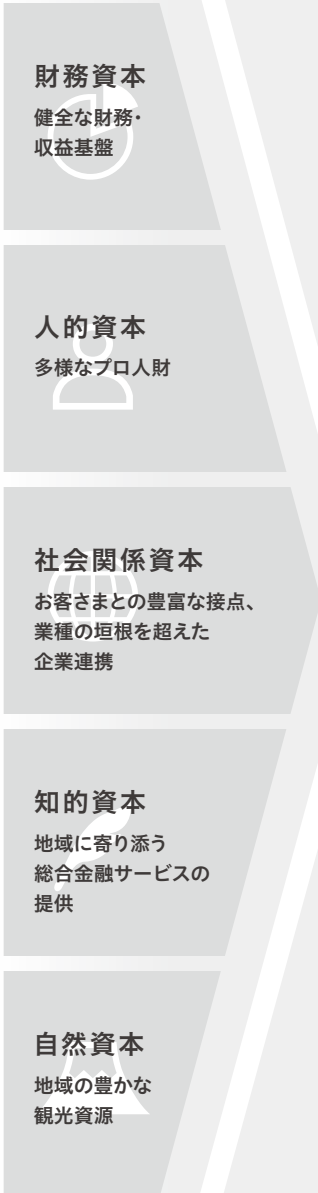 財務資本
健全な財務・
収益基盤
人的資本
多様なプロ人財
社会関係資本
お客さまとの豊富な接点、
業種の垣根を超えた
企業連携
知的資本
地域に寄り添う
総合金融サービスの
提供
自然資本
地域の豊かな
観光資源